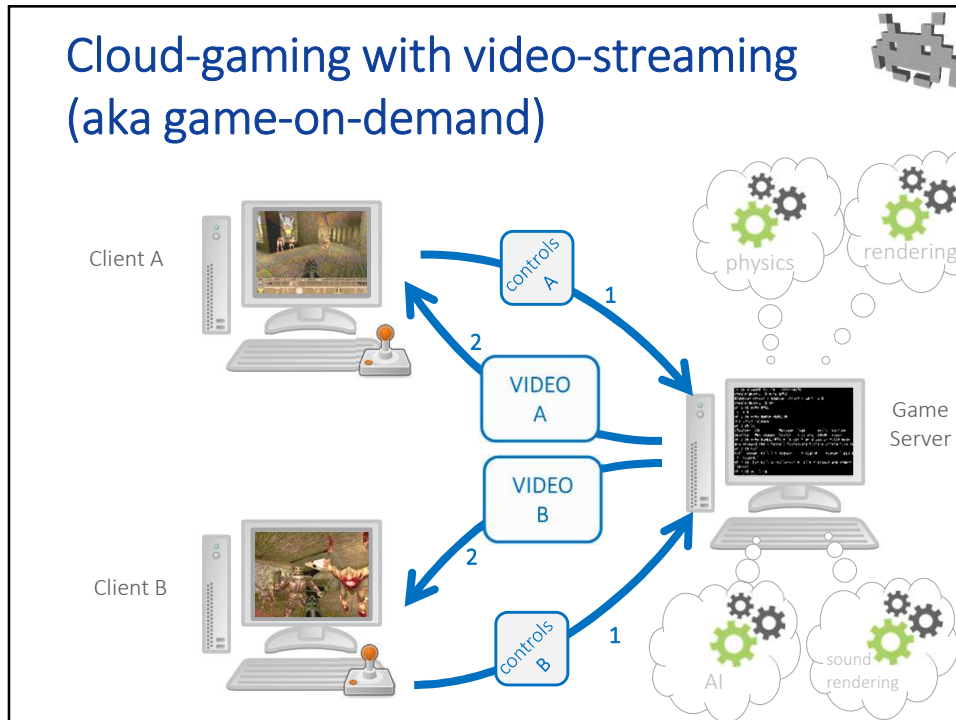 Cloud-gaming with video-streaming
(aka game-on-demand)
physics
rendering
Client A
controls
A
1
2
VIDEO
A
Game
Server
VIDEO
B
2
Client B
controls
B
1
AI
sound
rendering